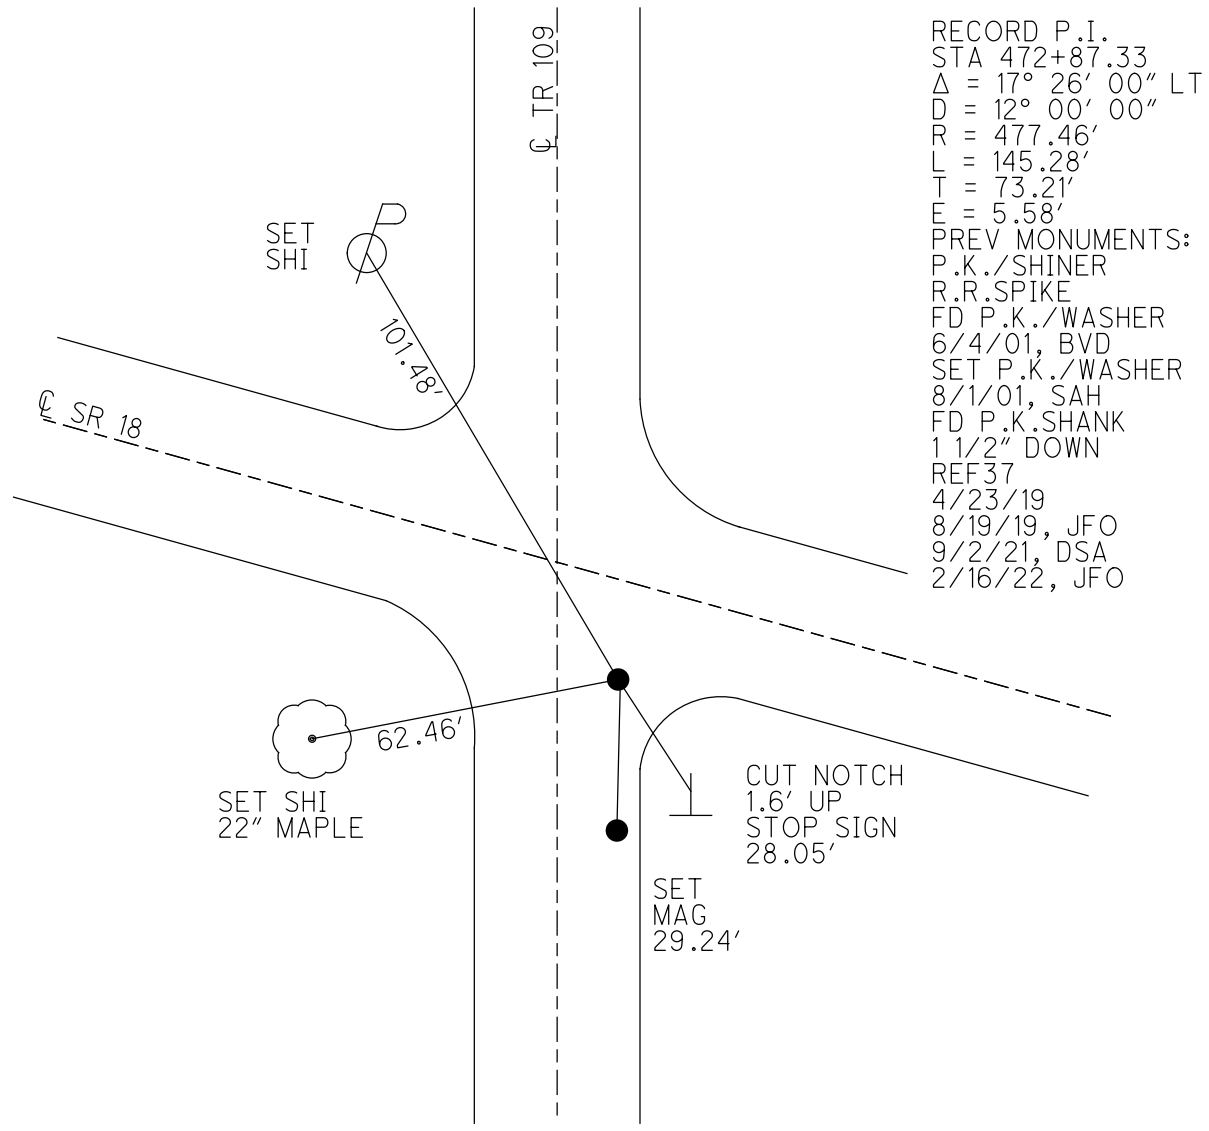 RECORD P.I.
STA 472+87.33
Δ = 17° 26' 00" LT
D = 12° 00' 00"
R = 477.46'
L = 145.28'
T = 73.21'
E = 5.58'
PREV MONUMENTS:
P.K./SHINER
R.R.SPIKE
FD P.K./WASHER
6/4/01, BVD
SET P.K./WASHER
8/1/01, SAH
FD P.K.SHANK
1 1/2" DOWN
REF37
4/23/19
8/19/19, JFO
9/2/21, DSA
2/16/22, JFO
℄ TR 109
SET
SHI
101.48'
℄ SR 18
62.46'
SET SHI
22" MAPLE
CUT NOTCH
1.6' UP
STOP SIGN
28.05'
SET
MAG
29.24'